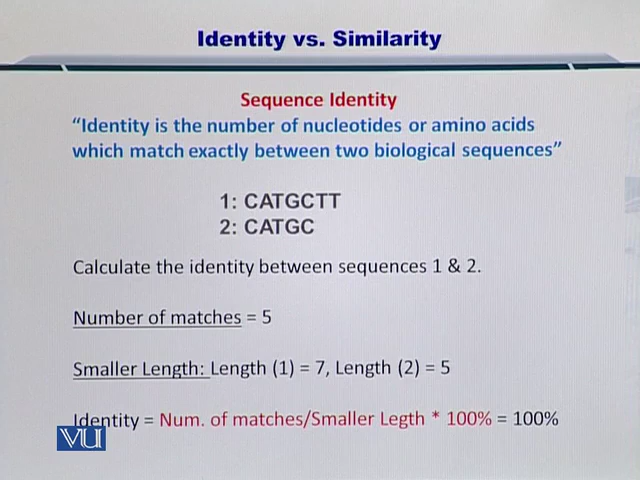 Identity vs. Similarity
Sequence Identity
“Identity is the number of nucleotides or amino acids
which match exactly between two biological sequences”
1: CATGCTT
2: CATGC
Calculate the identity between sequences 1 & 2.
Number of matches = 5
Smaller Length: Length (1) = 7, Length (2) = 5
Identity = Num. of matches/Smaller Legth * 100% = 100%
VU